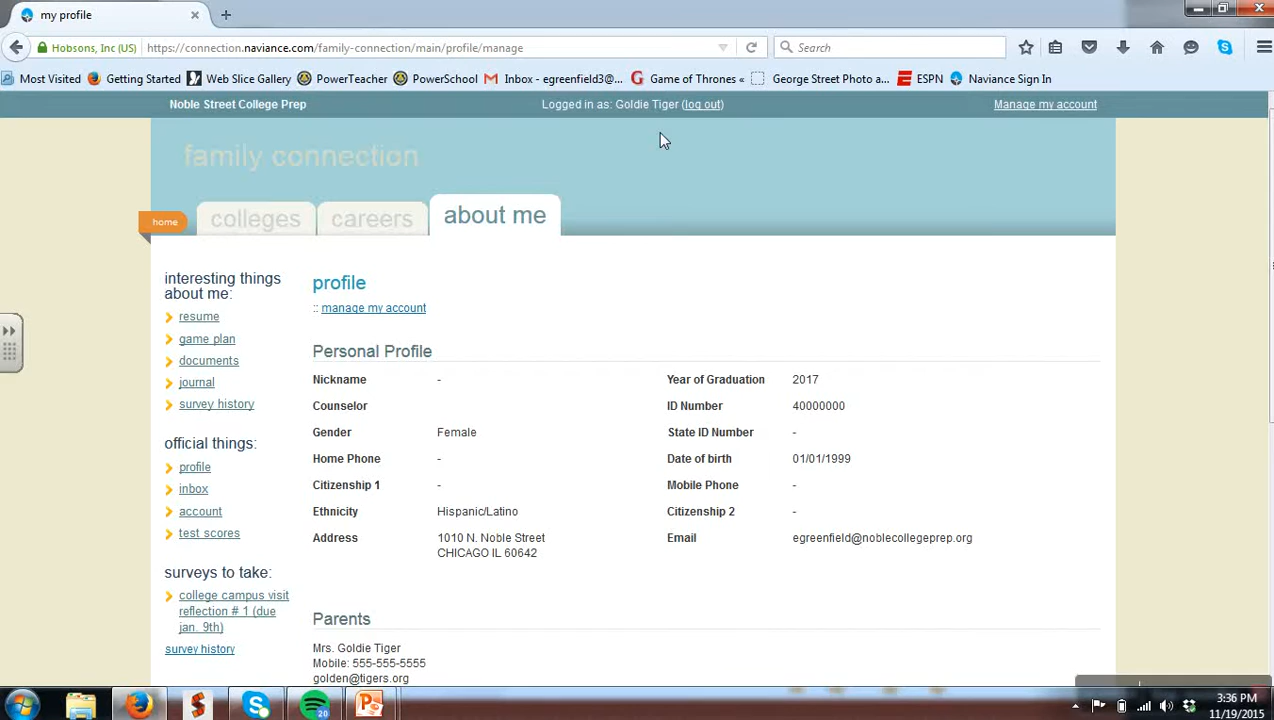 my profile
Hobsons, Inc (US)
https://connection.naviance.com/family-connection/main/profile/manage
Search
Most Visited
Getting Started
Web Slice Gallery
PowerTeacher
PowerSchool
Inbox - egreenfield3@...
Game of Thrones «
George Street Photo a...
ESPN
Naviance Sign In
Noble Street College Prep
Logged in as: Goldie Tiger (log out)
Manage my account
family connection
home
colleges
careers
about me
interesting things
about me:
resume
game plan
documents
journal
survey history
official things:
profile
inbox
account
test scores
surveys to take:
college campus visit
reflection # 1 (due
jan. 9th)
survey history
profile
:: manage my account
Personal Profile
Nickname -
Year of Graduation 2017
Counselor
ID Number 40000000
Gender Female
State ID Number -
Home Phone -
Date of birth 01/01/1999
Citizenship 1 -
Mobile Phone -
Ethnicity Hispanic/Latino
Citizenship 2 -
Address 1010 N. Noble Street
CHICAGO IL 60642
Email egreenfield@noblecollegeprep.org
Parents
Mrs. Goldie Tiger
Mobile: 555-555-5555
golden@tigers.org
20
3:36 PM
11/19/2015